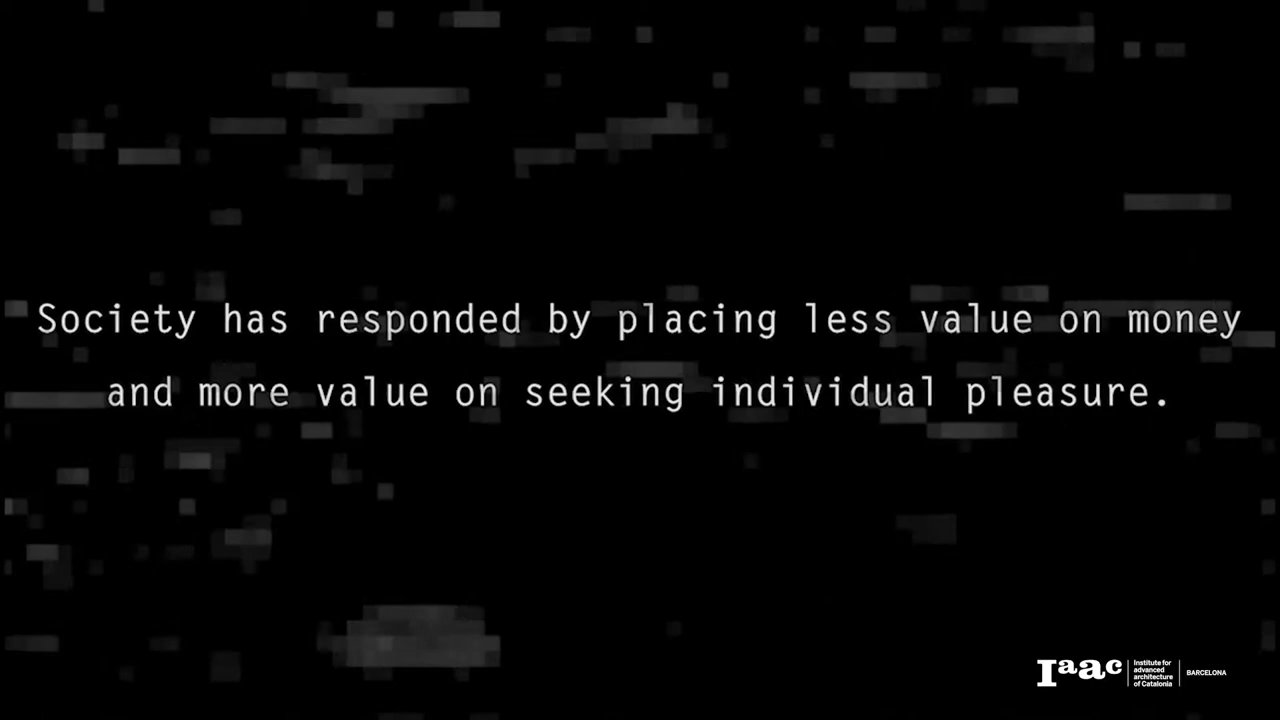 Society has responded by placing less value on money
and more value on seeking individual pleasure.
Iaac
Institute for
advanced
architecture
of Catalonia
BARCELONA